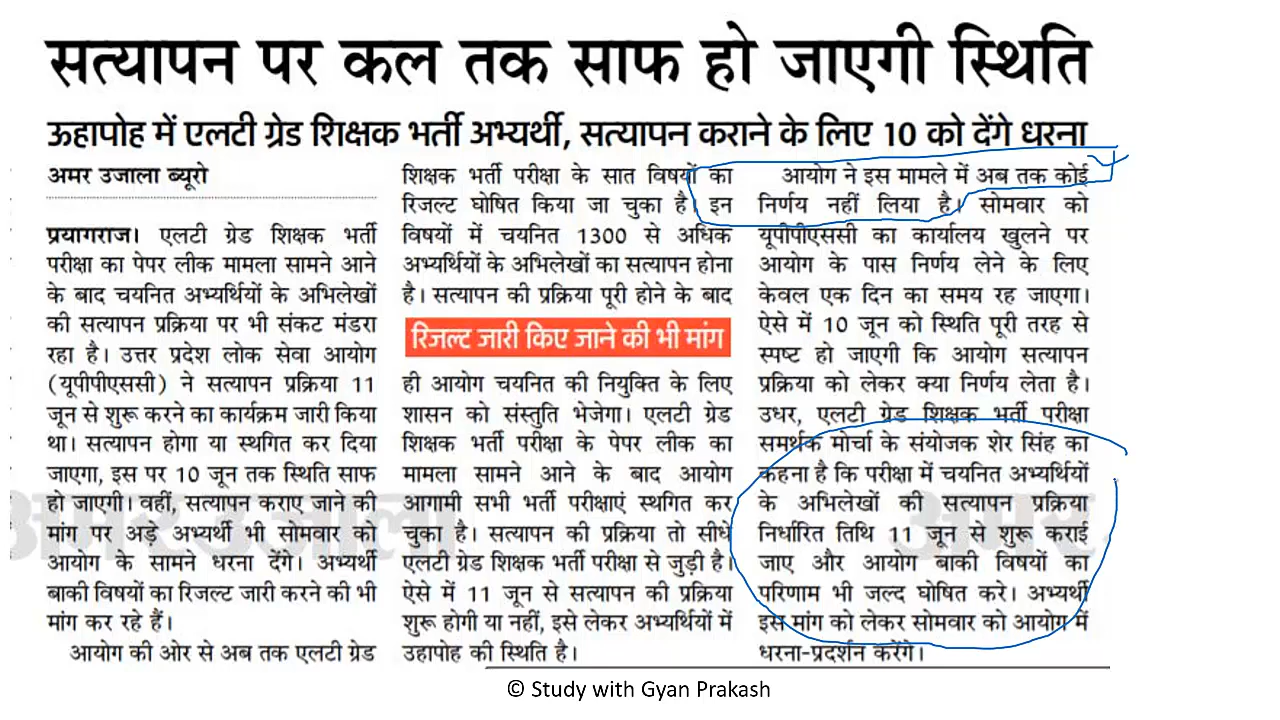 सत्यापन पर कल तक साफ हो जाएगी स्थिति
ऊहापोह में एलटी ग्रेड शिक्षक भर्ती अभ्यर्थी, सत्यापन कराने के लिए 10 को देंगे धरना
अमर उजाला ब्यूरो
प्रयागराज। एलटी ग्रेड शिक्षक भर्ती
परीक्षा का पेपर लीक मामला सामने आने
के बाद चयनित अभ्यर्थियों के अभिलेखों
की सत्यापन प्रक्रिया पर भी संकट मंडरा
रहा है। उत्तर प्रदेश लोक सेवा आयोग
(यूपीपीएससी) ने सत्यापन प्रक्रिया 11
जून से शुरू करने का कार्यक्रम जारी किया
था। सत्यापन होगा या स्थगित कर दिया
जाएगा, इस पर 10 जून तक स्थिति साफ
हो जाएगी। वहीं, सत्यापन कराए जाने की
मांग पर अड़े अभ्यर्थी भी सोमवार को
आयोग के सामने धरना देंगे। अभ्यर्थी
बाकी विषयों का रिजल्ट जारी करने की भी
मांग कर रहे हैं।
आयोग की ओर से अब तक एलटी ग्रेड
शिक्षक भर्ती परीक्षा के सात विषयों का
रिजल्ट घोषित किया जा चुका है। इन
विषयों में चयनित 1300 से अधिक
अभ्यर्थियों के अभिलेखों का सत्यापन होना
है। सत्यापन की प्रक्रिया पूरी होने के बाद
रिजल्ट जारी किए जाने की भी मांग
ही आयोग चयनित की नियुक्ति के लिए
शासन को संस्तुति भेजेगा। एलटी ग्रेड
शिक्षक भर्ती परीक्षा के पेपर लीक का
मामला सामने आने के बाद आयोग
आगामी सभी भर्ती परीक्षाएं स्थगित कर
चुका है। सत्यापन की प्रक्रिया तो सीधे
एलटी ग्रेड शिक्षक भर्ती परीक्षा से जुड़ी है।
ऐसे में 11 जून से सत्यापन की प्रक्रिया
शुरू होगी या नहीं, इसे लेकर अभ्यर्थियों में
उहापोह की स्थिति है।
आयोग ने इस मामले में अब तक कोई
निर्णय नहीं लिया है। सोमवार को
यूपीपीएससी का कार्यालय खुलने पर
आयोग के पास निर्णय लेने के लिए
केवल एक दिन का समय रह जाएगा।
ऐसे में 10 जून को स्थिति पूरी तरह से
स्पष्ट हो जाएगी कि आयोग सत्यापन
प्रक्रिया को लेकर क्या निर्णय लेता है।
उधर, एलटी ग्रेड शिक्षक भर्ती परीक्षा
समर्थक मोर्चा के संयोजक शेर सिंह का
कहना है कि परीक्षा में चयनित अभ्यर्थियों
के अभिलेखों की सत्यापन प्रक्रिया
निर्धारित तिथि 11 जून से शुरू कराई
जाए और आयोग बाकी विषयों का
परिणाम भी जल्द घोषित करे। अभ्यर्थी
इस मांग को लेकर सोमवार को आयोग में
धरना-प्रदर्शन करेंगे।
अमर उजाला
अमर
© Study with Gyan Prakash